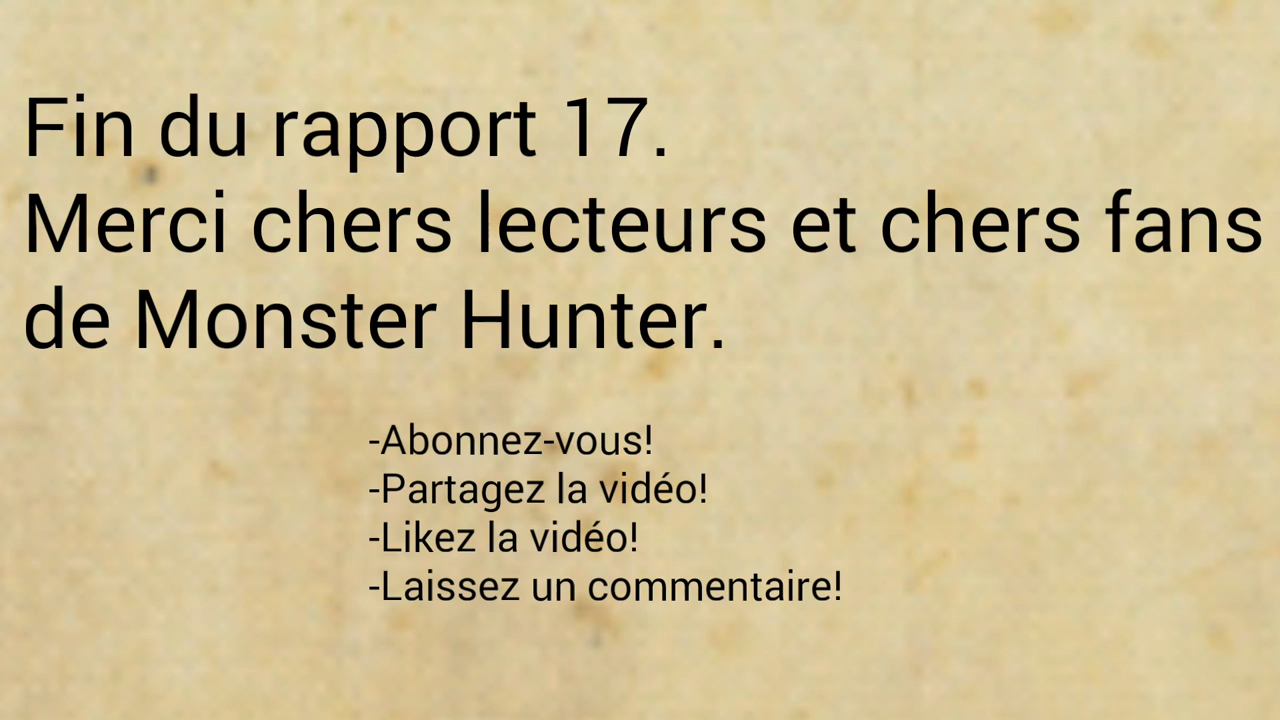 Fin du rapport 17.
Merci chers lecteurs et chers fans
de Monster Hunter.
-Abonnez-vous!
-Partagez la vidéo!
-Likez la vidéo!
-Laissez un commentaire!